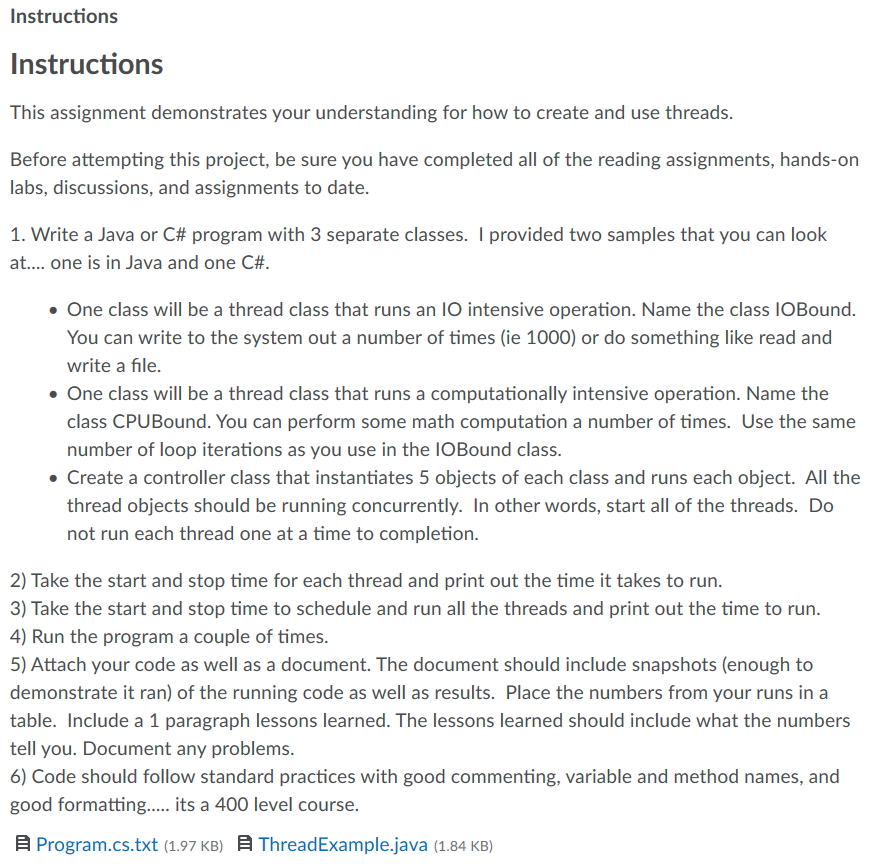 Instructions
Instructions
This assignment demonstrates your understanding for how to create and use threads.
Before attempting this project, be sure you have completed all of the reading assignments, hands-on
labs, discussions, and assignments to date.
1. Write a Java or C# program with 3 separate classes.  I provided two samples that you can look
at.... one is in Java and one C#.
• One class will be a thread class that runs an IO intensive operation. Name the class IOBound.
You can write to the system out a number of times (ie 1000) or do something like read and
write a file.
• One class will be a thread class that runs a computationally intensive operation. Name the
class CPUBound. You can perform some math computation a number of times.  Use the same
number of loop iterations as you use in the IOBound class.
• Create a controller class that instantiates 5 objects of each class and runs each object.  All the
thread objects should be running concurrently.  In other words, start all of the threads.  Do
not run each thread one at a time to completion.
2) Take the start and stop time for each thread and print out the time it takes to run.
3) Take the start and stop time to schedule and run all the threads and print out the time to run.
4) Run the program a couple of times.
5) Attach your code as well as a document. The document should include snapshots (enough to
demonstrate it ran) of the running code as well as results.  Place the numbers from your runs in a
table.  Include a 1 paragraph lessons learned. The lessons learned should include what the numbers
tell you. Document any problems.
6) Code should follow standard practices with good commenting, variable and method names, and
good formatting..... its a 400 level course.
Program.cs.txt (1.97 KB) ThreadExample.java (1.84 KB)